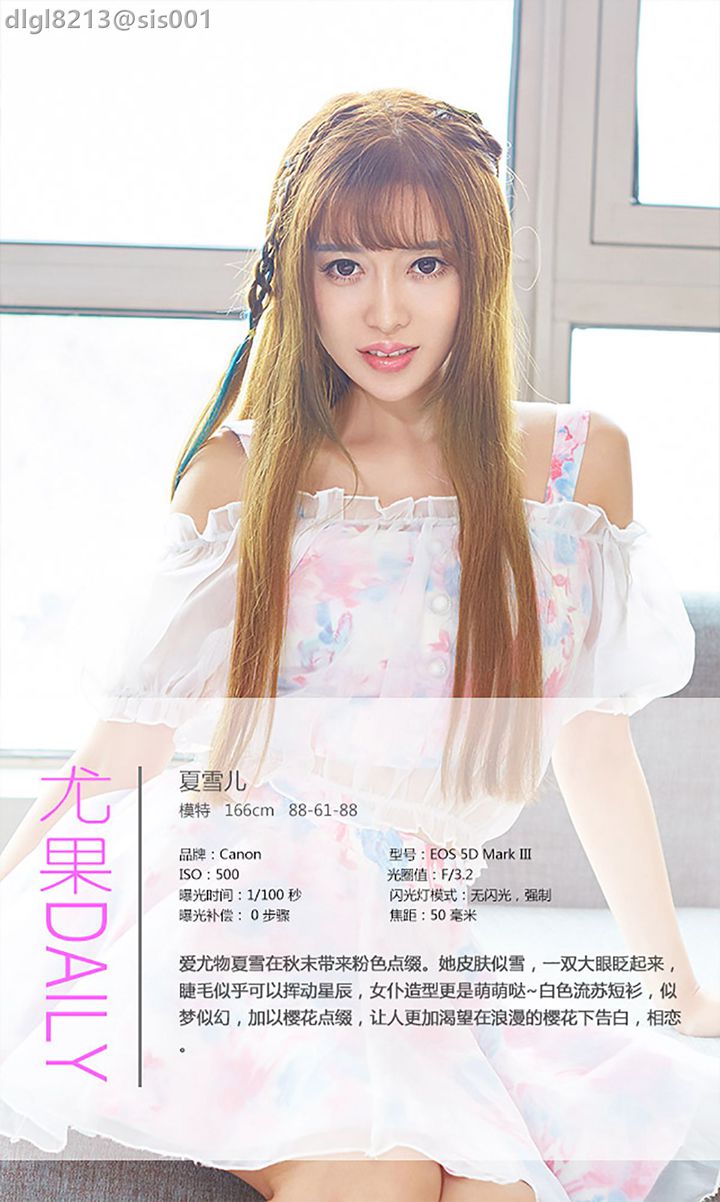 dlgl8213@sis001
尤果DAILY
夏雪儿
模特 166cm 88-61-88
品牌：Canon 型号：EOS 5D Mark III
ISO：500 光圈值：F/3.2
曝光时间：1/100 秒 闪光灯模式：无闪光，强制
曝光补偿： 0 步骤 焦距：50 毫米
爱尤物夏雪在秋末带来粉色点缀。她皮肤似雪，一双大眼眨起来，
睫毛似乎可以挥动星辰，女仆造型更是萌萌哒~白色流苏短衫，似
梦似幻，加以樱花点缀，让人更加渴望在浪漫的樱花下告白，相恋
。